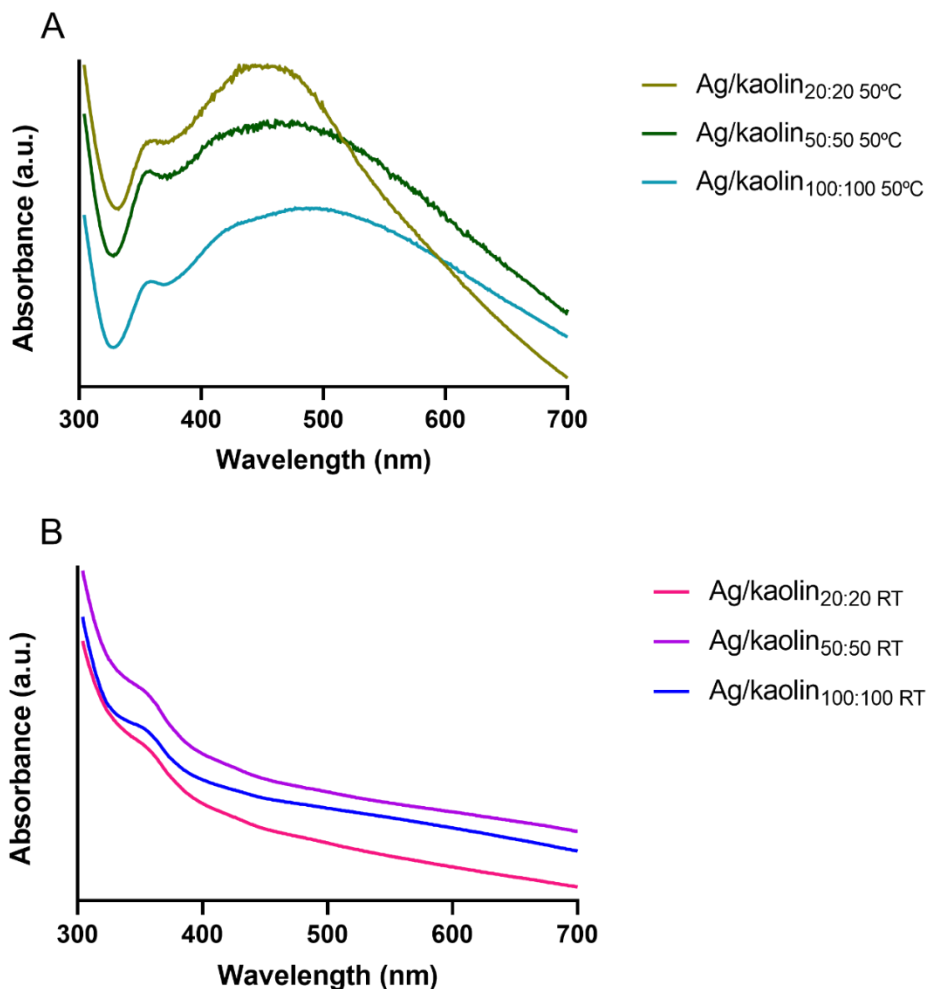 A
Absorbance (a.u.)
300 400 500 600 700
Wavelength (nm)
Ag/kaolin20:20 50ºC
Ag/kaolin50:50 50ºC
Ag/kaolin100:100 50ºC
B
Absorbance (a.u.)
300 400 500 600 700
Wavelength (nm)
Ag/kaolin20:20 RT
Ag/kaolin50:50 RT
Ag/kaolin100:100 RT